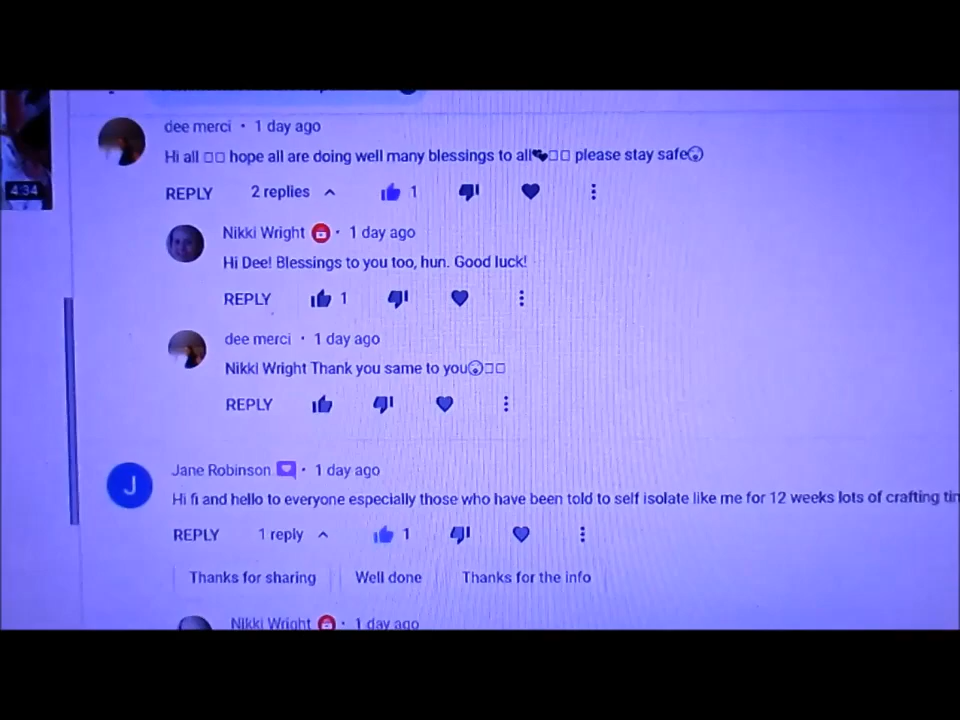 4:34
dee merci • 1 day ago
Hi all □□ hope all are doing well many blessings to all💕□□ please stay safe😲
REPLY 2 replies 1
Nikki Wright • 1 day ago
Hi Dee! Blessings to you too, hun. Good luck!
REPLY 1
dee merci • 1 day ago
Nikki Wright Thank you same to you😲□□
REPLY
J
Jane Robinson • 1 day ago
Hi fi and hello to everyone especially those who have been told to self isolate like me for 12 weeks lots of crafting
REPLY 1 reply 1
Thanks for sharing Well done Thanks for the info
Nikki Wright • 1 day ago